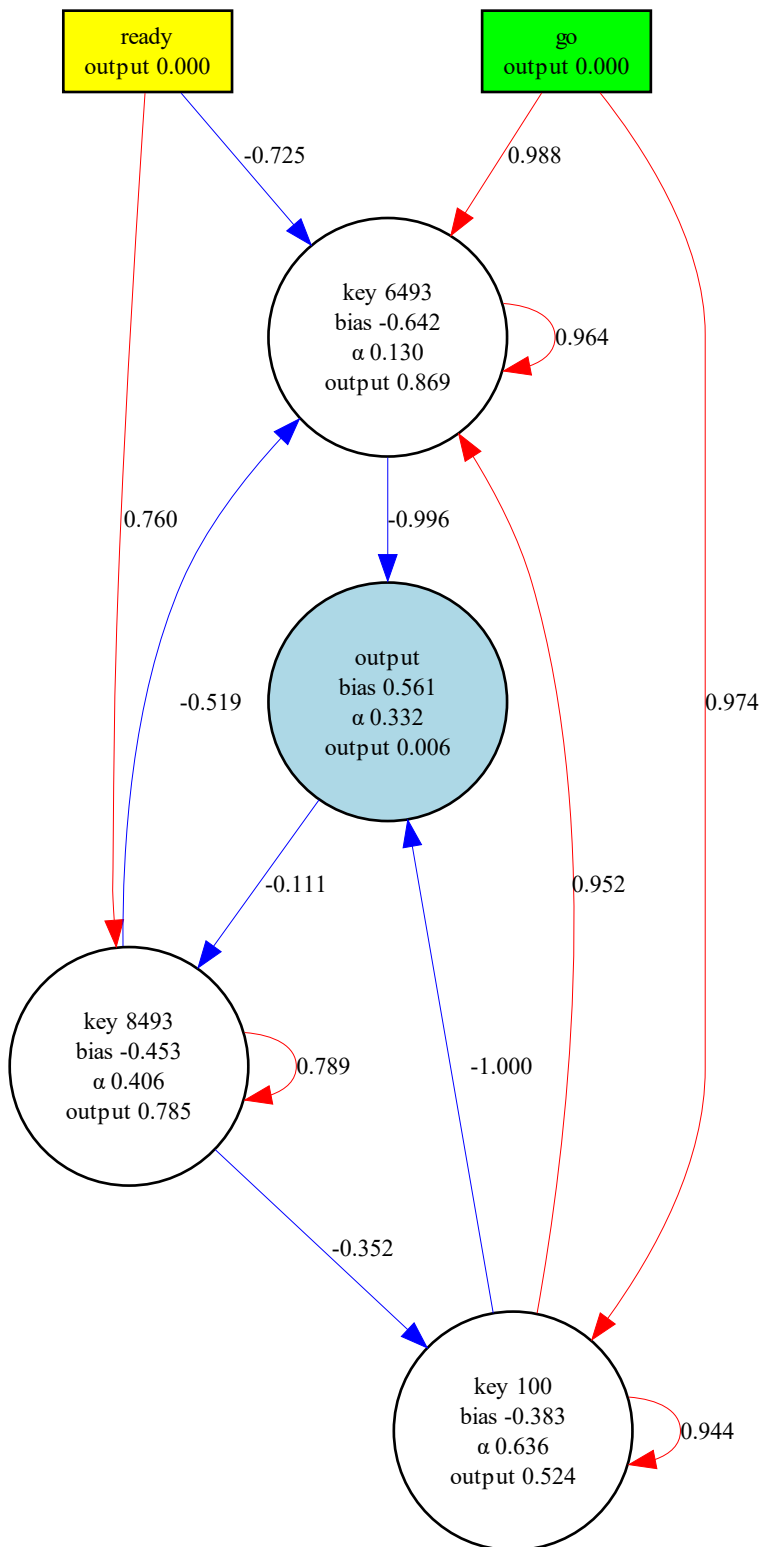 ready
output 0.000
go
output 0.000
-0.725
0.988
key 6493
bias -0.642
α 0.130
output 0.869
0.964
0.760
-0.996
-0.519
output
bias 0.561
α 0.332
output 0.006
0.974
-0.111
0.952
key 8493
bias -0.453
α 0.406
output 0.785
0.789
-1.000
-0.352
key 100
bias -0.383
α 0.636
output 0.524
0.944